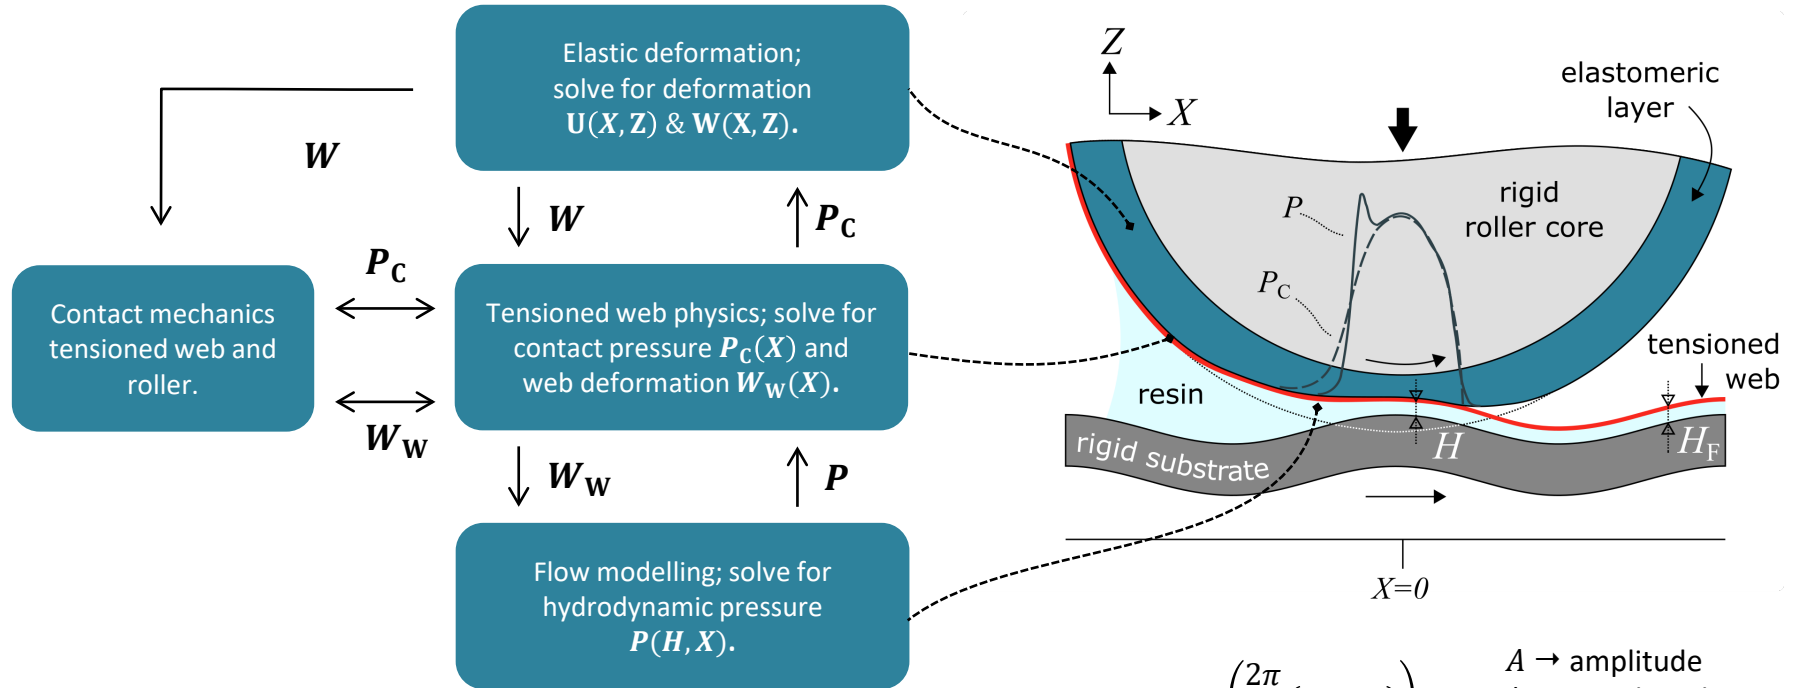 Elastic deformation;
solve for deformation
U(X, Z) & W(X, Z).
W
W
P_C
Contact mechanics
tensioned web and
roller.
P_C
W_W
Tensioned web physics; solve for
contact pressure P_C(X) and
web deformation W_W(X).
W_W
P
Flow modelling; solve for
hydrodynamic pressure
P(H, X).
Z
X
elastomeric
layer
rigid
roller core
P
P_C
tensioned
web
resin
H
H_F
rigid substrate
X=0
2π
A → amplitude